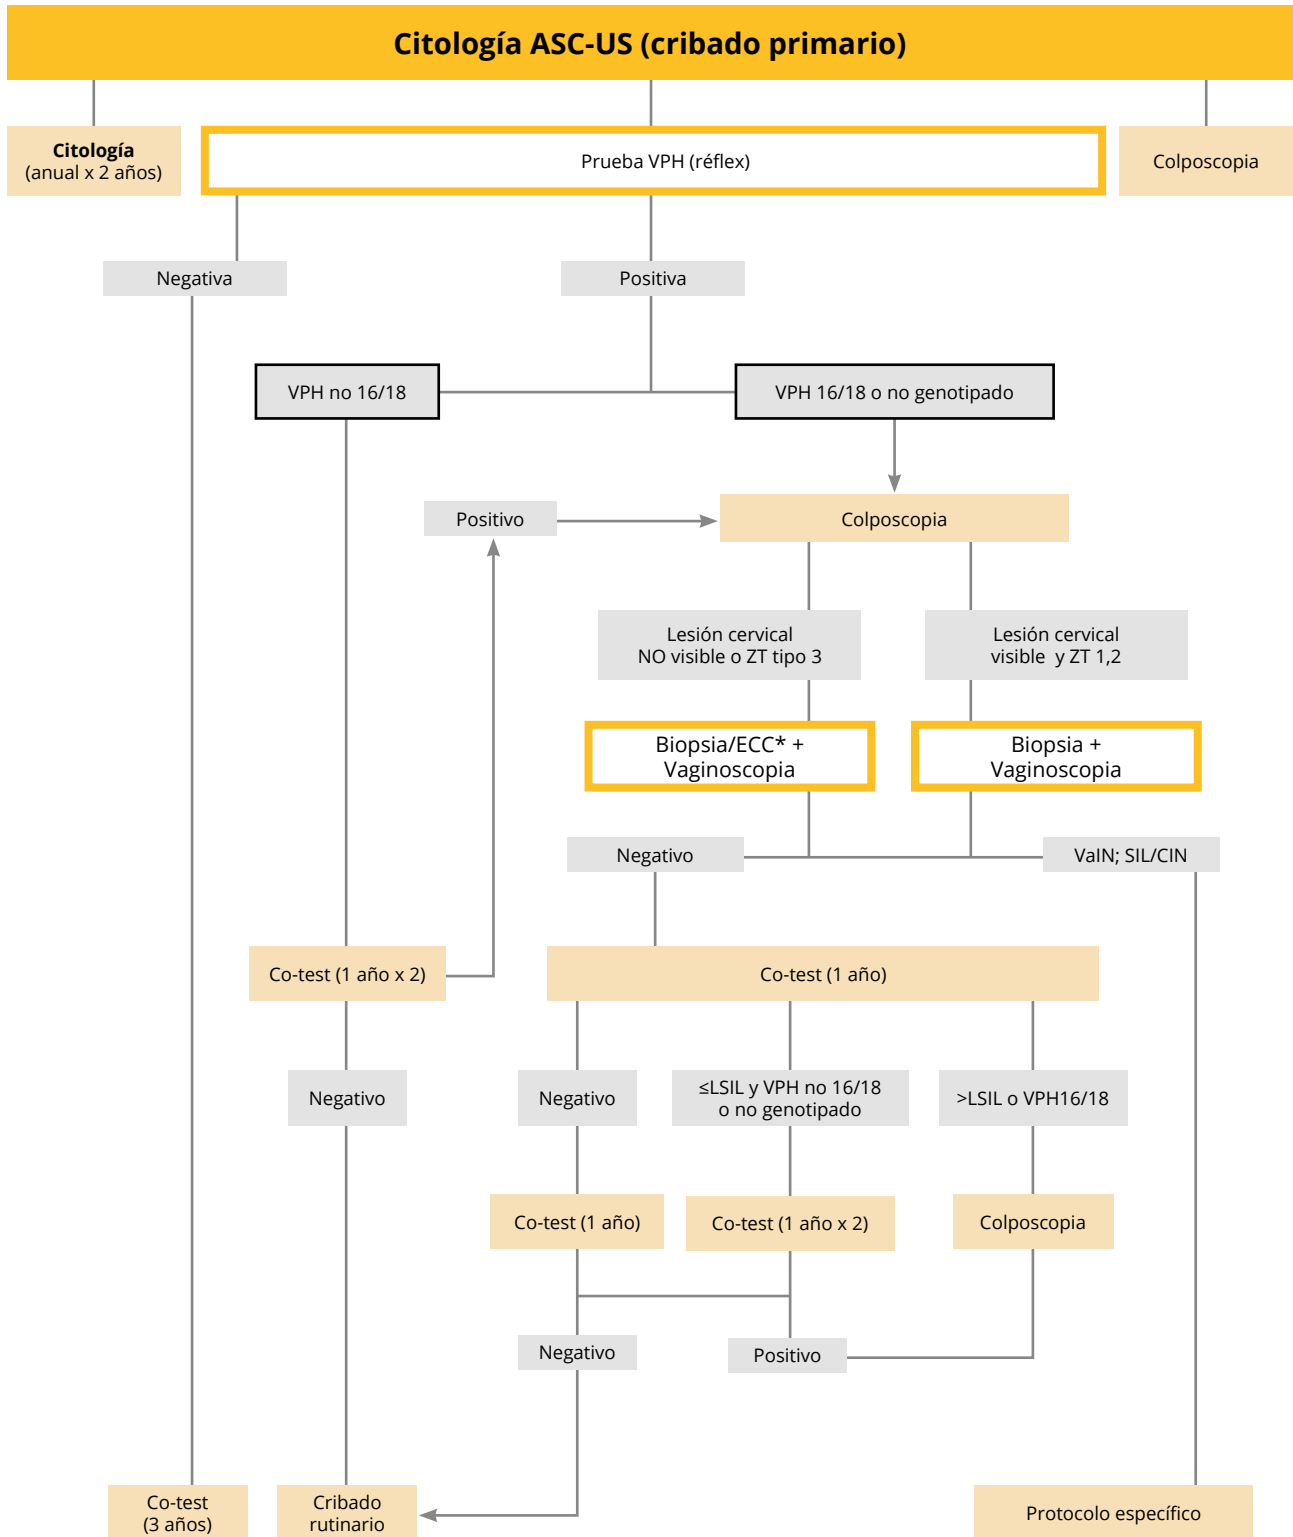 Citología ASC-US (cribado primario)
Citología
(anual x 2 años)
Prueba VPH (réflex)
Colposcopia
Negativa
Positiva
VPH no 16/18
VPH 16/18 o no genotipado
Positivo
Colposcopia
Lesión cervical
NO visible o ZT tipo 3
Lesión cervical
visible y ZT 1,2
Biopsia/ECC* +
Vaginoscopia
Biopsia +
Vaginoscopia
Negativo
VaIN; SIL/CIN
Co-test (1 año x 2)
Co-test (1 año)
Negativo
Negativo
≤LSIL y VPH no 16/18
o no genotipado
>LSIL o VPH16/18
Co-test (1 año)
Co-test (1 año x 2)
Colposcopia
Negativo
Positivo
Co-test
(3 años)
Cribado
rutinario
Protocolo específico